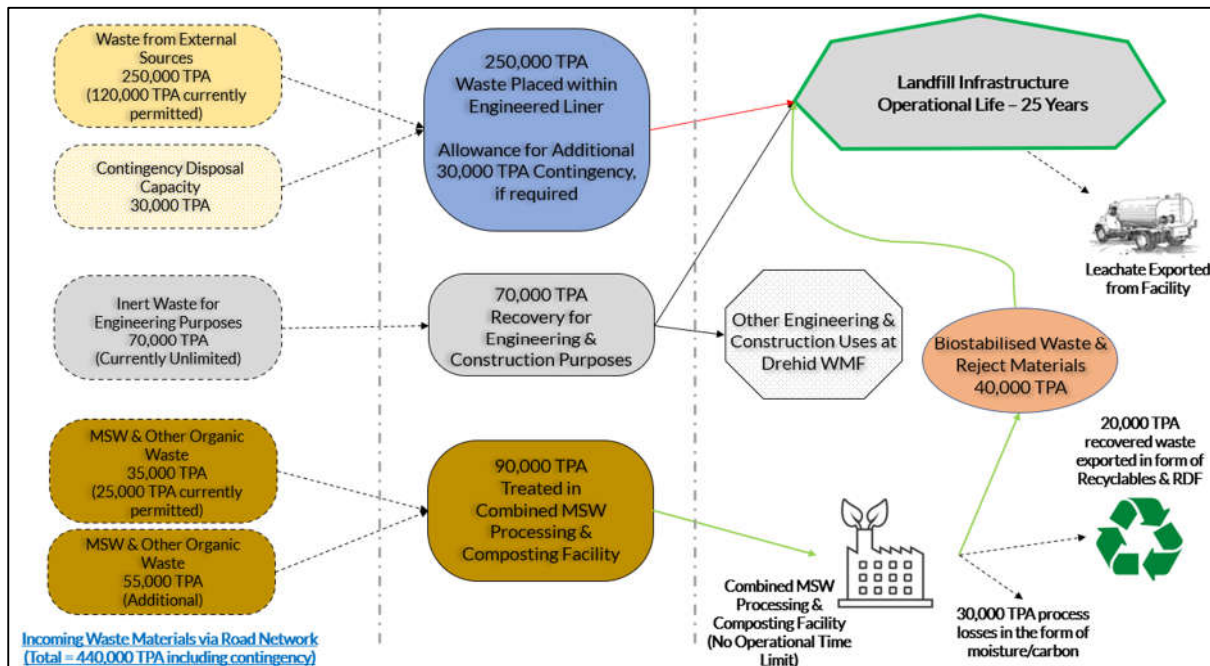 Waste from External
Sources
250,000 TPA
(120,000 TPA currently
permitted)
Contingency Disposal
Capacity
30,000 TPA
Inert Waste for
Engineering Purposes
70,000 TPA
(Currently Unlimited)
MSW & Other Organic
Waste
35,000 TPA
(25,000 TPA currently
permitted)
MSW & Other Organic
Waste
55,000 TPA
(Additional)
Incoming Waste Materials via Road Network
(Total = 440,000 TPA including contingency)
250,000 TPA
Waste Placed within
Engineered Liner
Allowance for Additional
30,000 TPA Contingency,
if required
70,000 TPA
Recovery for
Engineering &
Construction Purposes
90,000 TPA
Treated in
Combined MSW
Processing &
Composting Facility
Landfill Infrastructure
Operational Life – 25 Years
Leachate Exported
from Facility
Other Engineering &
Construction Uses at
Drehid WMF
Biostabilised Waste &
Reject Materials
40,000 TPA
20,000 TPA
recovered waste
exported in form of
Recyclables & RDF
Combined MSW
Processing &
Composting Facility
(No Operational Time
Limit)
30,000 TPA process
losses in the form of
moisture/carbon